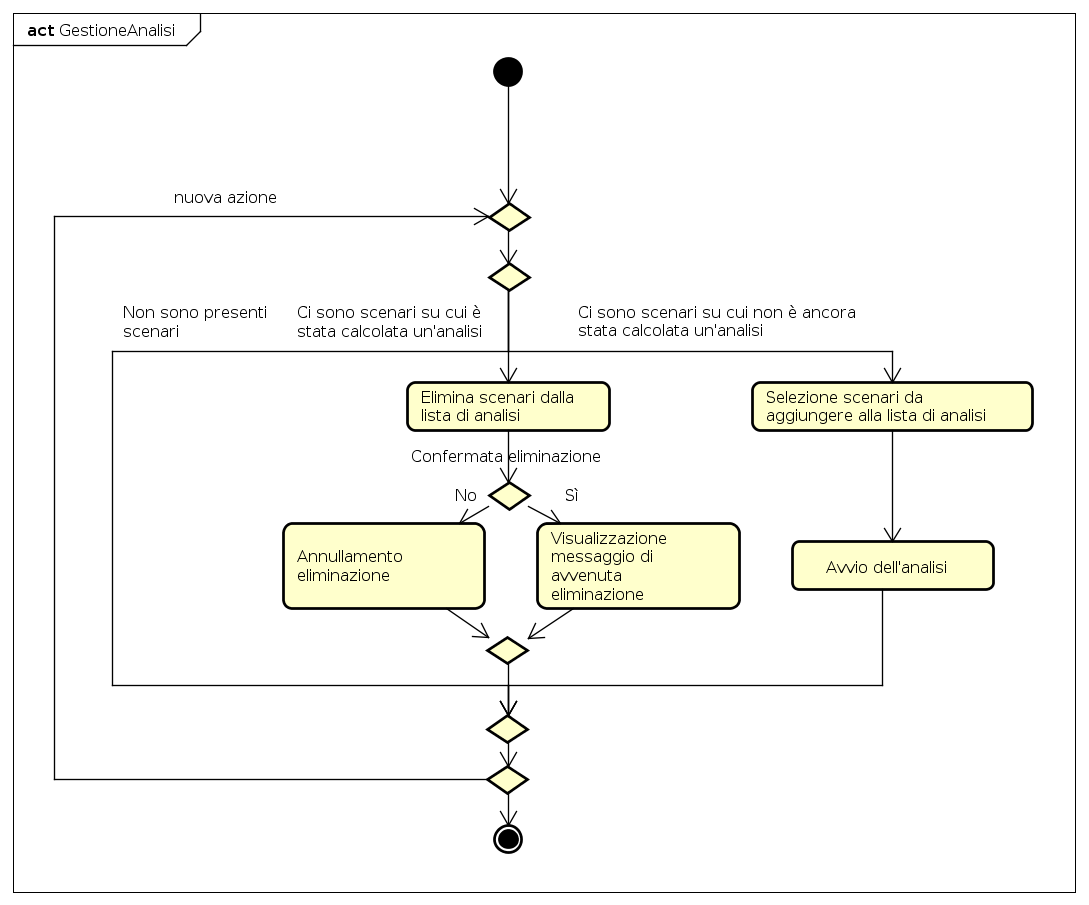 act GestioneAnalisi
nuova azione
Non sono presenti
scenari
Ci sono scenari su cui è
stata calcolata un'analisi
Ci sono scenari su cui non è ancora
stata calcolata un'analisi
Elimina scenari dalla
lista di analisi
Selezione scenari da
aggiungere alla lista di analisi
Confermata eliminazione
No
Sì
Annullamento
eliminazione
Visualizzazione
messaggio di
avvenuta
eliminazione
Avvio dell'analisi